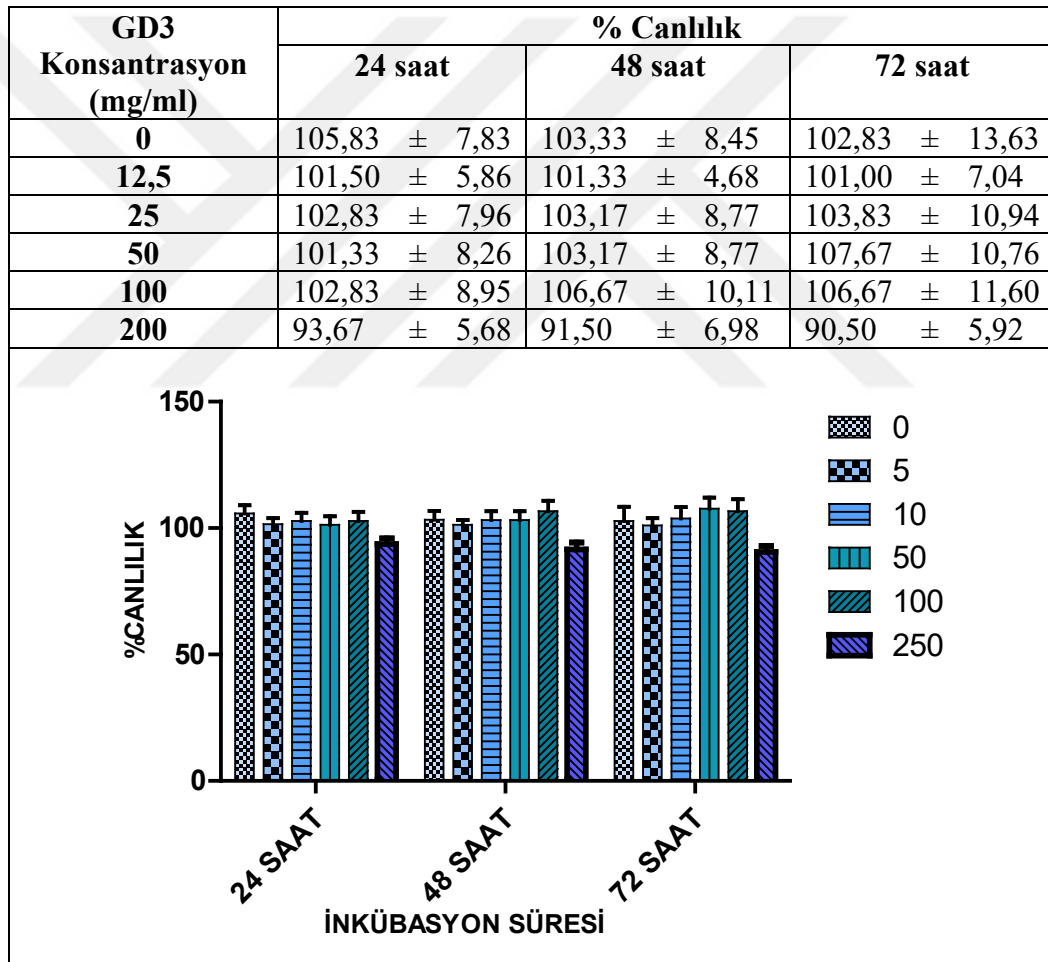 GD3 Konsantrasyon (mg/ml) % Canlılık
24 saat 48 saat 72 saat
0 105,83 ± 7,83 103,33 ± 8,45 102,83 ± 13,63
12,5 101,50 ± 5,86 101,33 ± 4,68 101,00 ± 7,04
25 102,83 ± 7,96 103,17 ± 8,77 103,83 ± 10,94
50 101,33 ± 8,26 103,17 ± 8,77 107,67 ± 10,76
100 102,83 ± 8,95 106,67 ± 10,11 106,67 ± 11,60
200 93,67 ± 5,68 91,50 ± 6,98 90,50 ± 5,92
150
100
50
0
%CANLILIK
24 SAAT
48 SAAT
72 SAAT
İNKÜBASYON SÜRESİ
0
5
10
50
100
250